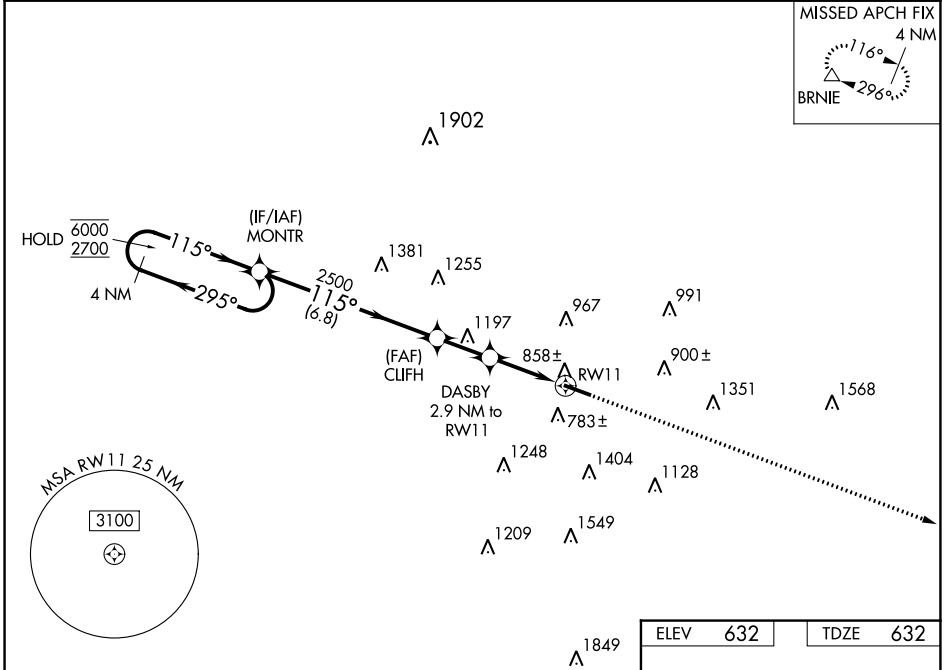 MISSED APCH FIX
4 NM
116°
296°
BRNIE
1902
HOLD
6000
2700
115°
295°
4 NM
(IF/IAF)
MONTR
1381
1255
2500
115°
(6.8)
1197
967
991
(FAF)
CLIFH
858±
RW11
900±
DASBY
2.9 NM to
RW11
783±
1351
1568
1248
1404
1128
MSA RW11 25 NM
3100
1209
1549
1849
ELEV 632
TDZE 632